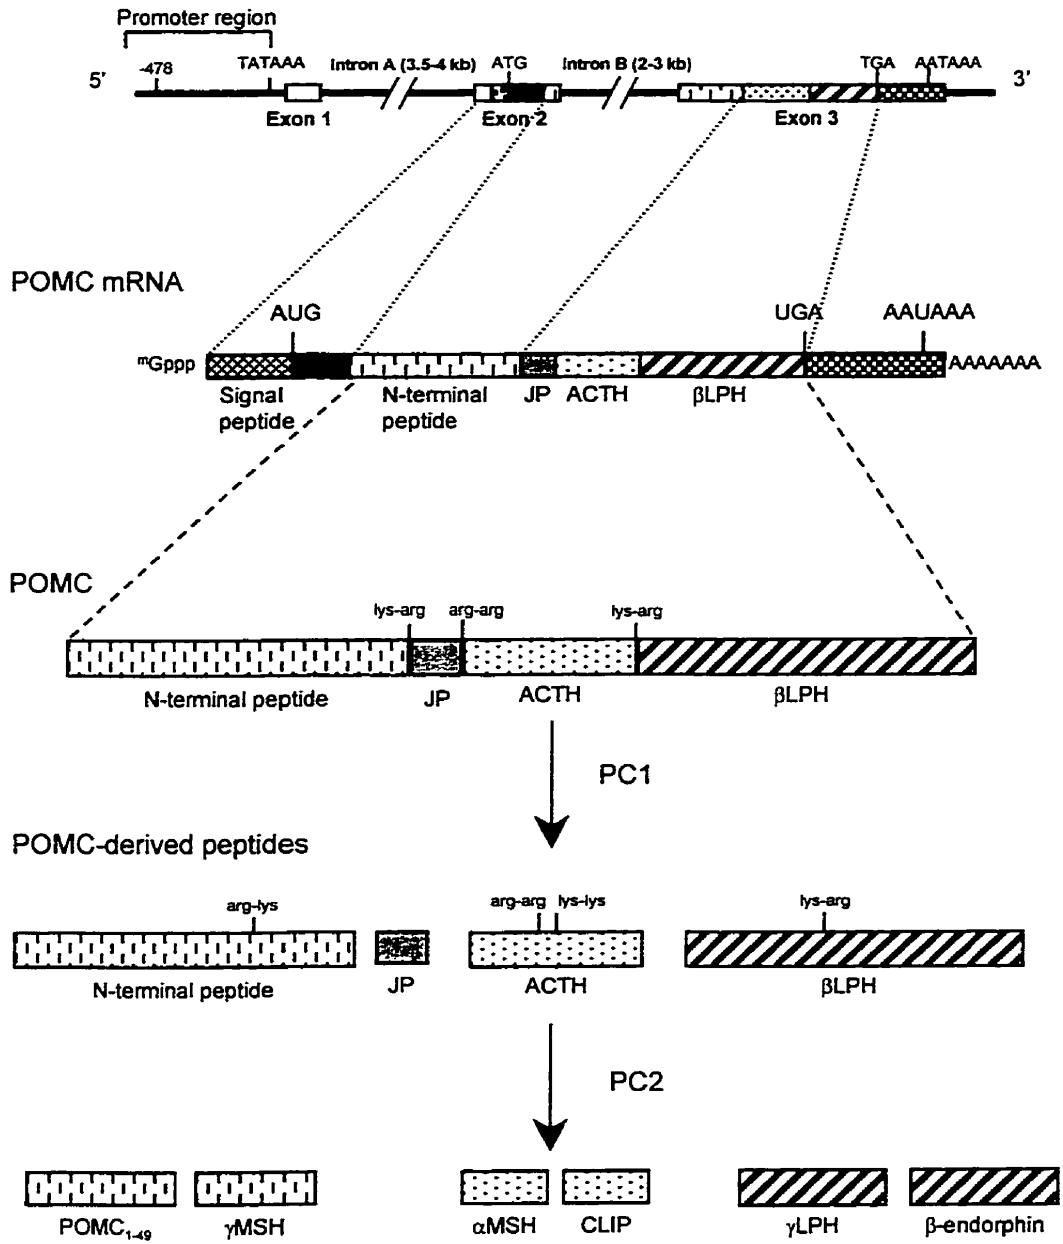 Promoter region
5' -478 TATAAA Intron A (3.5-4 kb) ATG Intron B (2-3 kb) TGA AATAAA 3'
Exon 1 Exon 2 Exon 3
POMC mRNA
AUG UGA AAUAAA
mGppp AAAAAAA
Signal peptide N-terminal peptide JP ACTH βLPH
POMC
lys-arg arg-arg lys-arg
N-terminal peptide JP ACTH βLPH
PC1
POMC-derived peptides
arg-lys arg-arg lys-lys lys-arg
N-terminal peptide JP ACTH βLPH
PC2
POMC1-49 γMSH αMSH CLIP γLPH β-endorphin